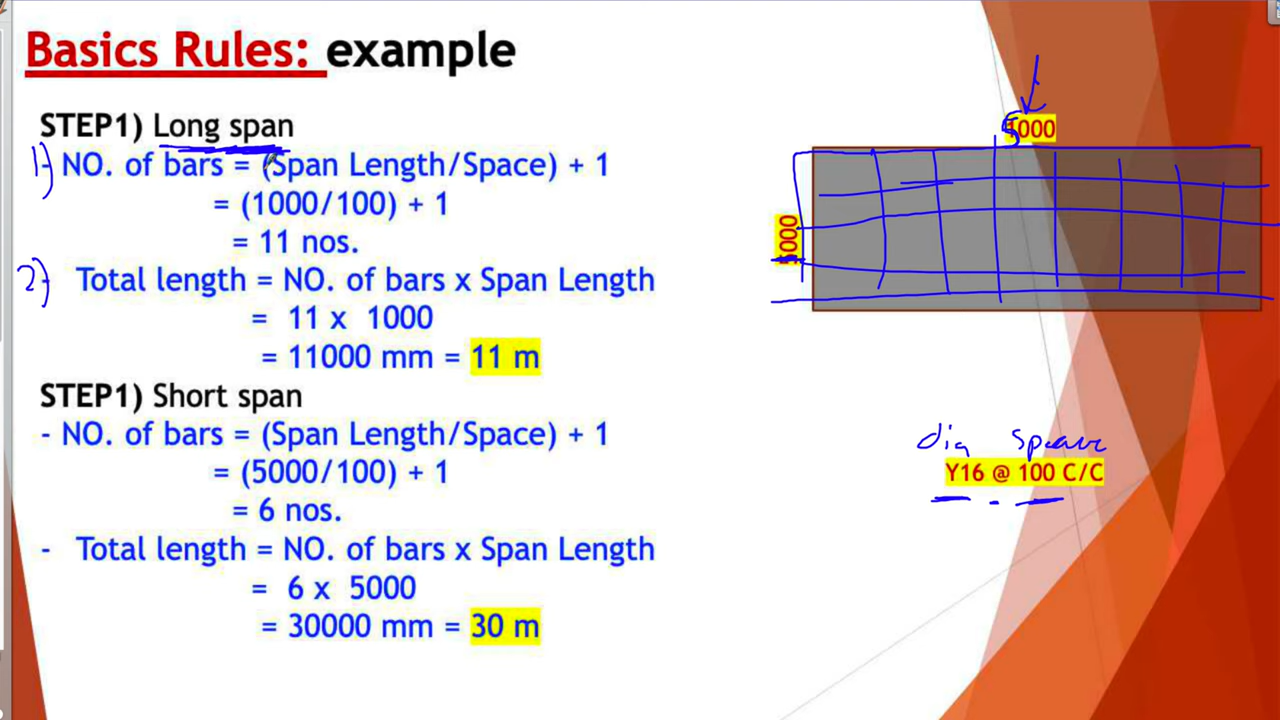 Basics Rules: example
STEP1) Long span
1) - NO. of bars = (Span Length/Space) + 1
= (1000/100) + 1
= 11 nos.
2) Total length = NO. of bars x Span Length
= 11 x 1000
= 11000 mm = 11 m
STEP1) Short span
- NO. of bars = (Span Length/Space) + 1
= (5000/100) + 1
= 6 nos.
- Total length = NO. of bars x Span Length
= 6 x 5000
= 30000 mm = 30 m
5000
000
dia
Y16 @ 100 C/C